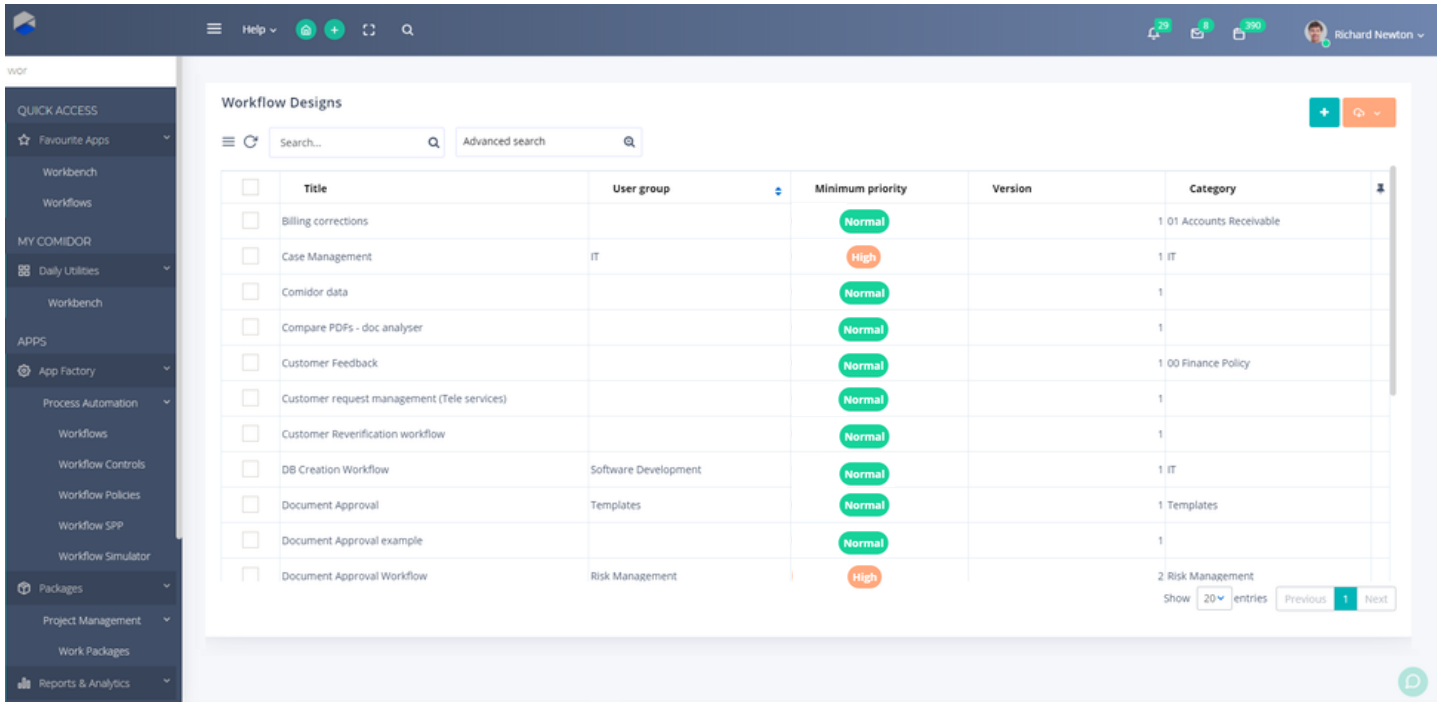 Help
29
8
390
Richard Newton
wor
QUICK ACCESS
Favourite Apps
Workbench
Workflows
MY COMIDOR
Daily Utilities
Workbench
APPS
App Factory
Process Automation
Workflows
Workflow Controls
Workflow Policies
Workflow SPP
Workflow Simulator
Packages
Project Management
Work Packages
Reports & Analytics
Workflow Designs
Search... Advanced search
Title User group Minimum priority Version Category
Billing corrections Normal 1 01 Accounts Receivable
Case Management IT High 1 IT
Comidor data Normal 1
Compare PDFs - doc analyser Normal 1
Customer Feedback Normal 1 00 Finance Policy
Customer request management (Tele services) Normal 1
Customer Reverification workflow Normal 1
DB Creation Workflow Software Development Normal 1 IT
Document Approval Templates Normal 1 Templates
Document Approval example Normal 1
Document Approval Workflow Risk Management High 2 Risk Management
Show 20 entries Previous 1 Next